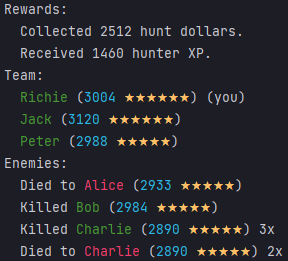 Rewards:
Collected 2512 hunt dollars.
Received 1460 hunter XP.
Team:
Richie (3004 ★★★★★★) (you)
Jack (3120 ★★★★★★)
Peter (2988 ★★★★★)
Enemies:
Died to Alice (2933 ★★★★★)
Killed Bob (2984 ★★★★★)
Killed Charlie (2890 ★★★★★) 3x
Died to Charlie (2890 ★★★★★) 2x